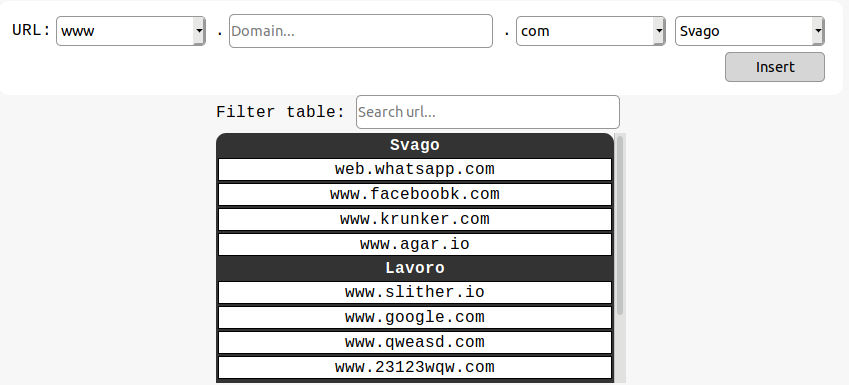 URL: www . Domain... . com Svago
Insert
Filter table: Search url...
Svago
web.whatsapp.com
www.faceboobk.com
www.krunker.com
www.agar.io
Lavoro
www.slither.io
www.google.com
www.qweasd.com
www.23123wqw.com